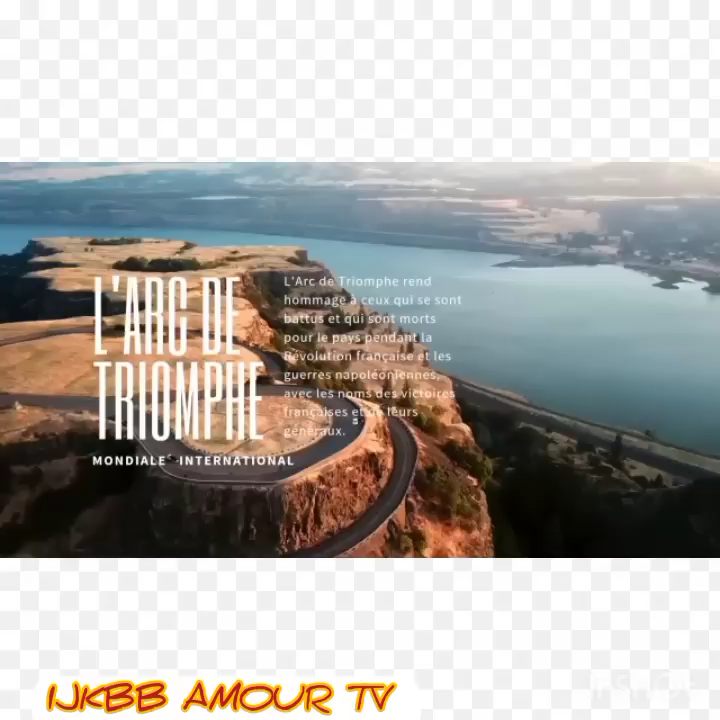 L'ARC DE
TRIOMPHE
MONDIALE INTERNATIONAL
L'Arc de Triomphe rend
hommage à ceux qui se sont
battus et qui sont morts
pour le pays pendant la
Révolution française et les
guerres napoléoniennes,
avec les noms des victoires
françaises et de leurs
généraux.
IJKBB AMOUR TV